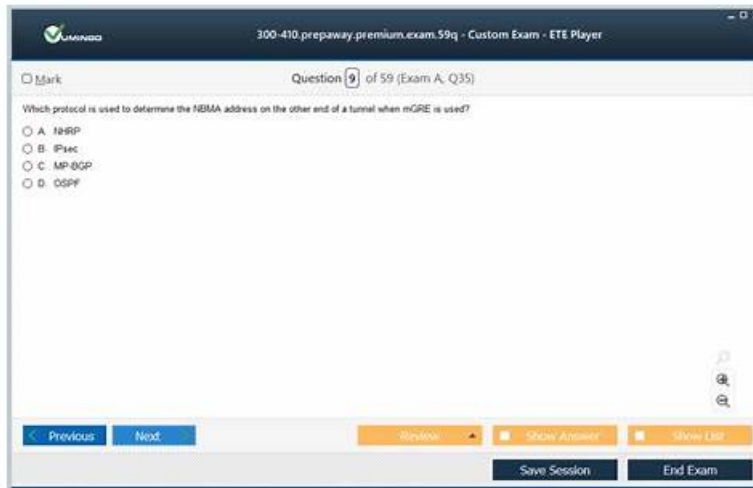 VUMINGO
300-410.prepaway.premium.exam.59q - Custom Exam - ETE Player
Mark
Question 9 of 59 (Exam A, Q35)
Which protocol is used to determine the NBMA address on the other end of a tunnel when mGRE is used?
A. NHRP
B. IPsec
C. MP-BGP
D. OSPF
Previous
Next
Review
Show Answer
Show List
Save Session
End Exam